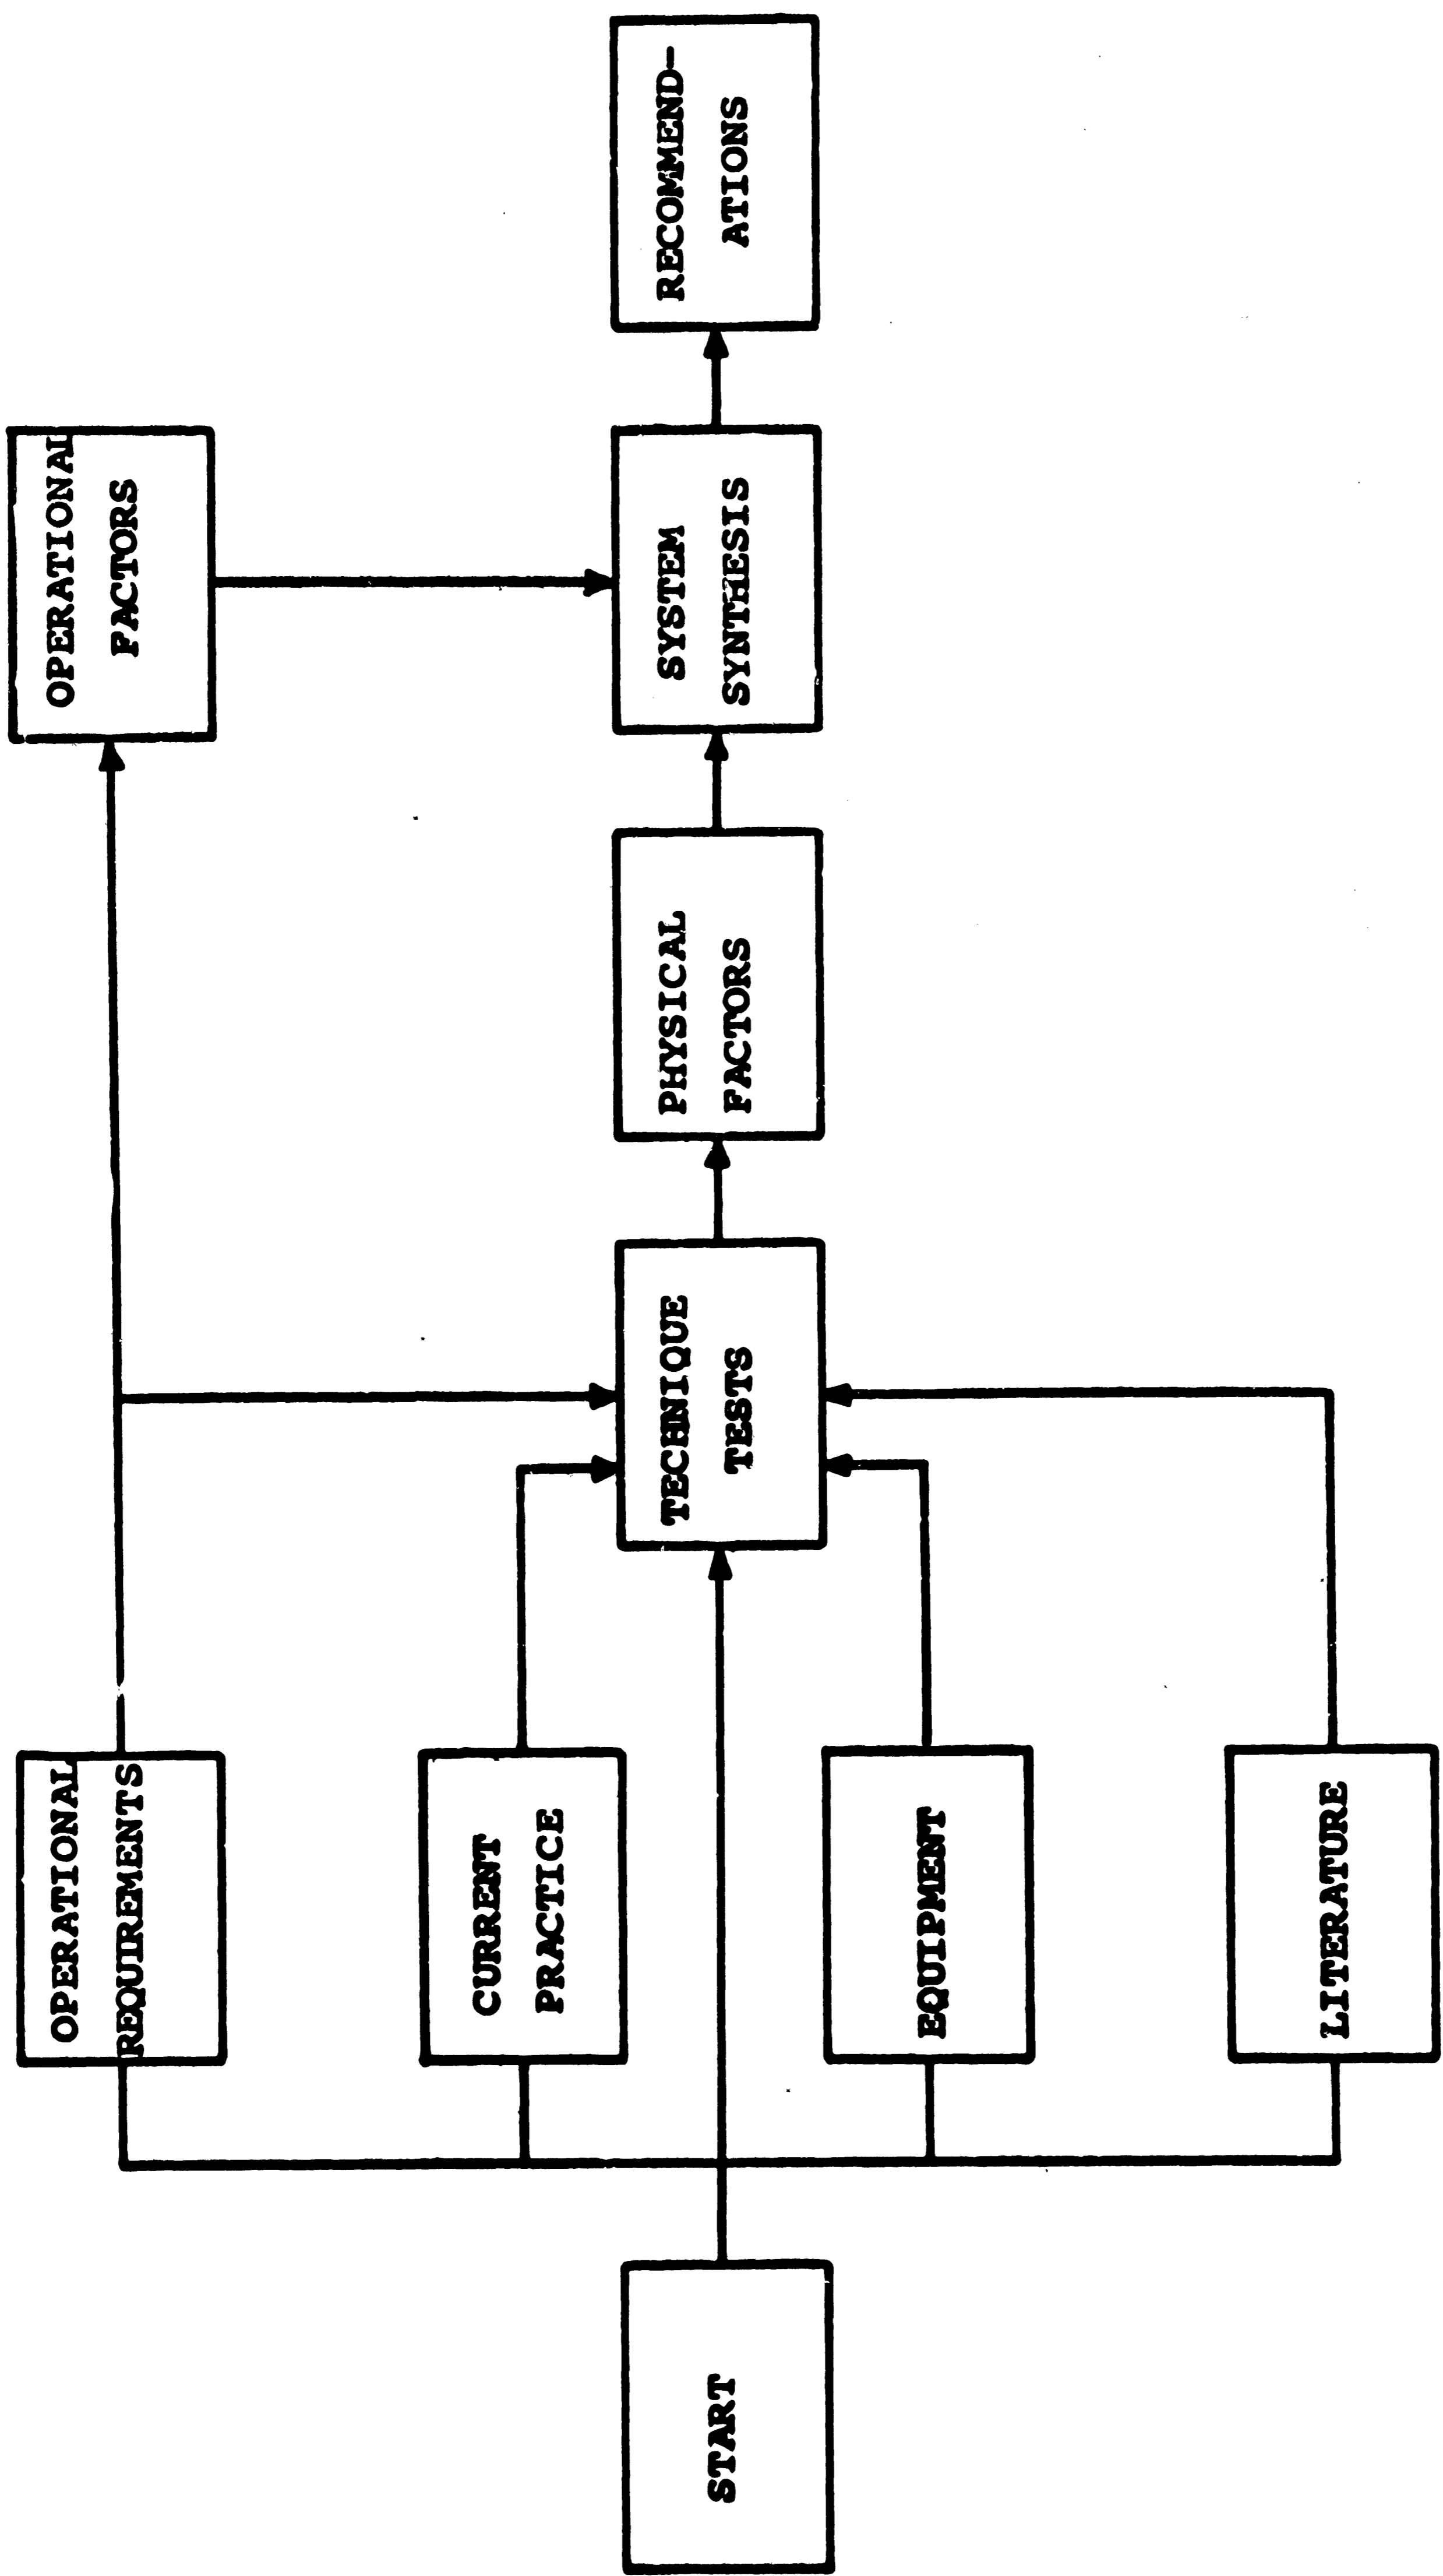 START
OPERATIONAL
REQUIREMENTS
CURRENT
PRACTICE
EQUIPMENT
LITERATURE
TECHNIQUE
TESTS
PHYSICAL
FACTORS
OPERATIONAL
FACTORS
SYSTEM
SYNTHESIS
RECOMMEND-
ATIONS